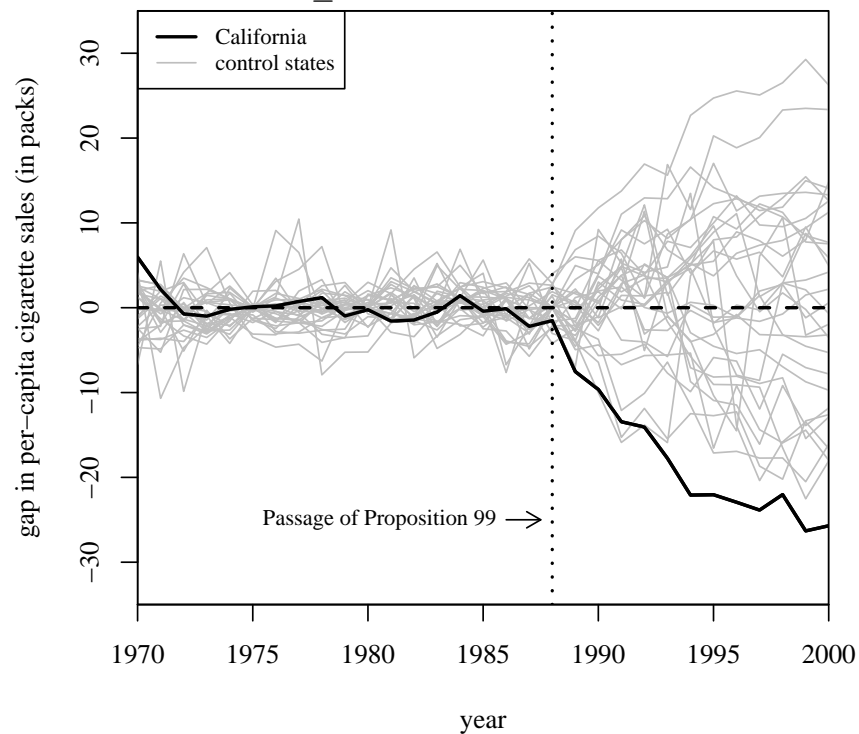 California
control states
gap in per−capita cigarette sales (in packs)
30
20
10
0
−10
−20
−30
Passage of Proposition 99
1970 1975 1980 1985 1990 1995 2000
year